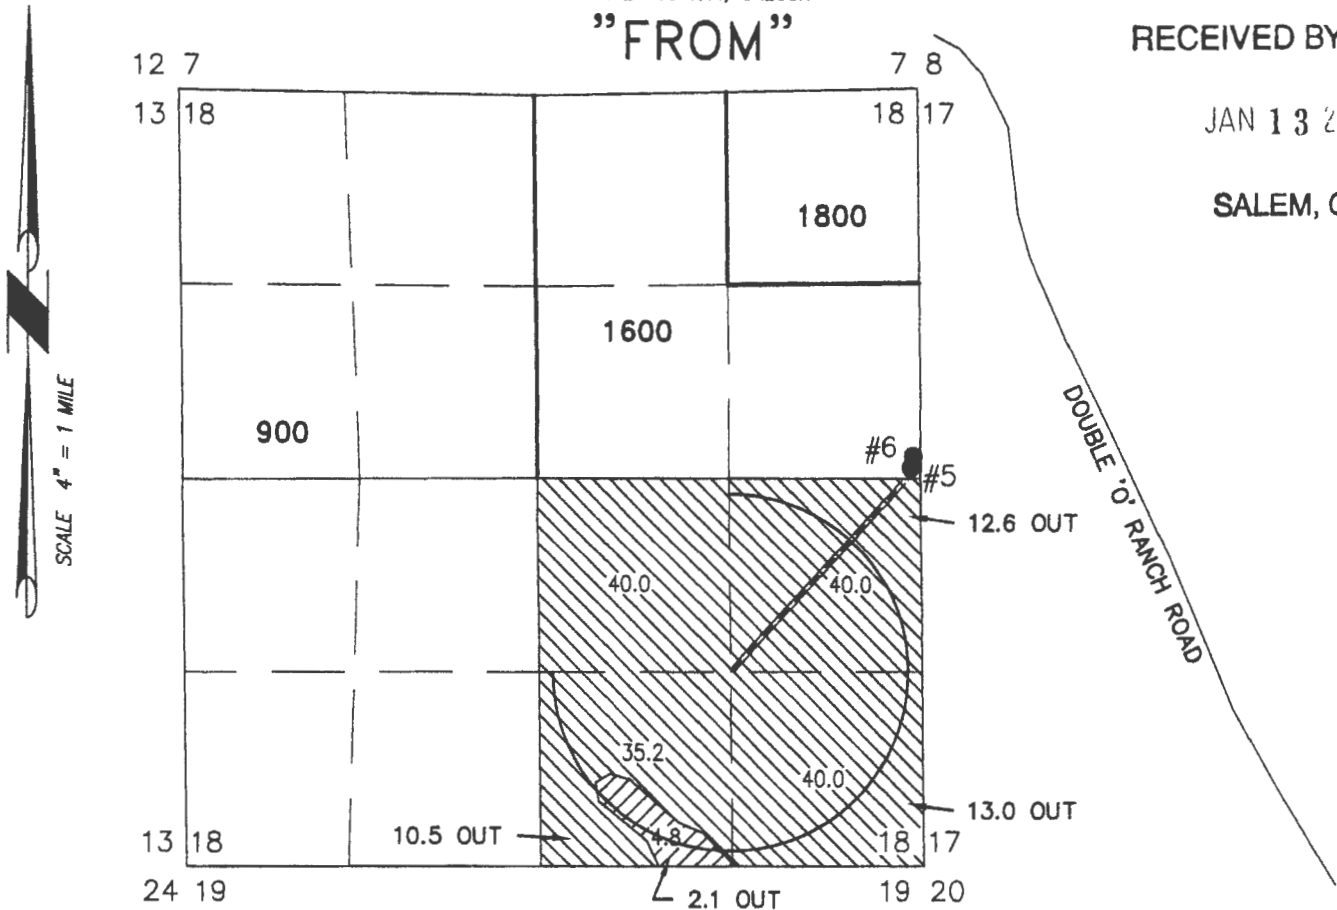 "FROM"
RECEIVED BY
JAN 13 2
SALEM,
12 7
7 8
13 18
18 17
1800
1600
900
SCALE 4" = 1 MILE
#6
#5
12.6 OUT
DOUBLE 'O' RANCH ROAD
40.0
40.0
35.2
40.0
13.0 OUT
10.5 OUT
4.8
13 18
18 17
2.1 OUT
24 19
19 20